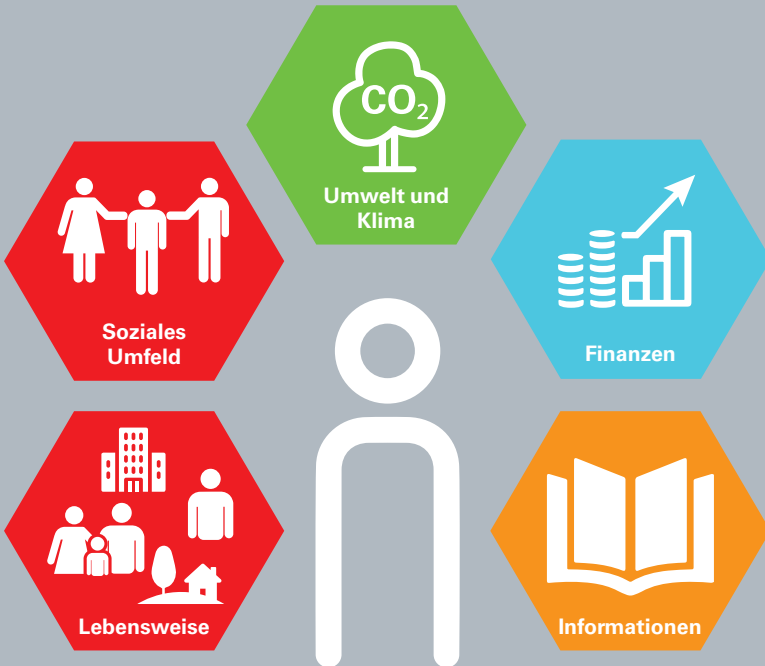 CO₂
Umwelt und
Klima
Soziales
Umfeld
Finanzen
Lebensweise
Informationen